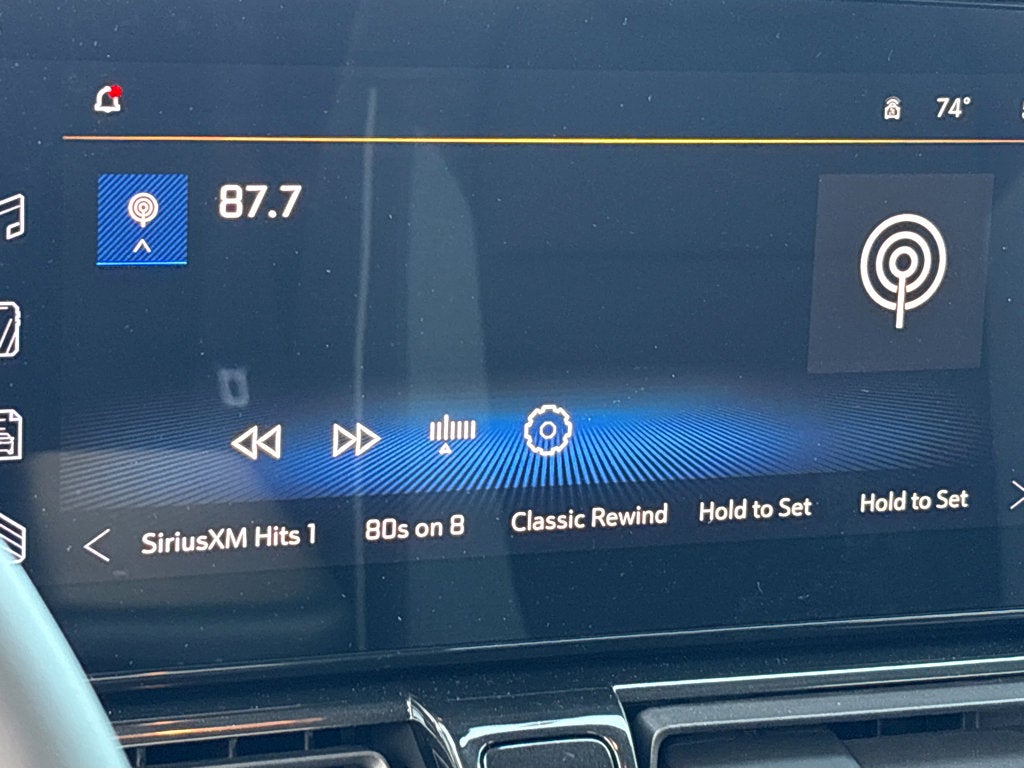 74°
87.7
SiriusXM Hits 1
80s on 8
Classic Rewind
Hold to Set
Hold to Set